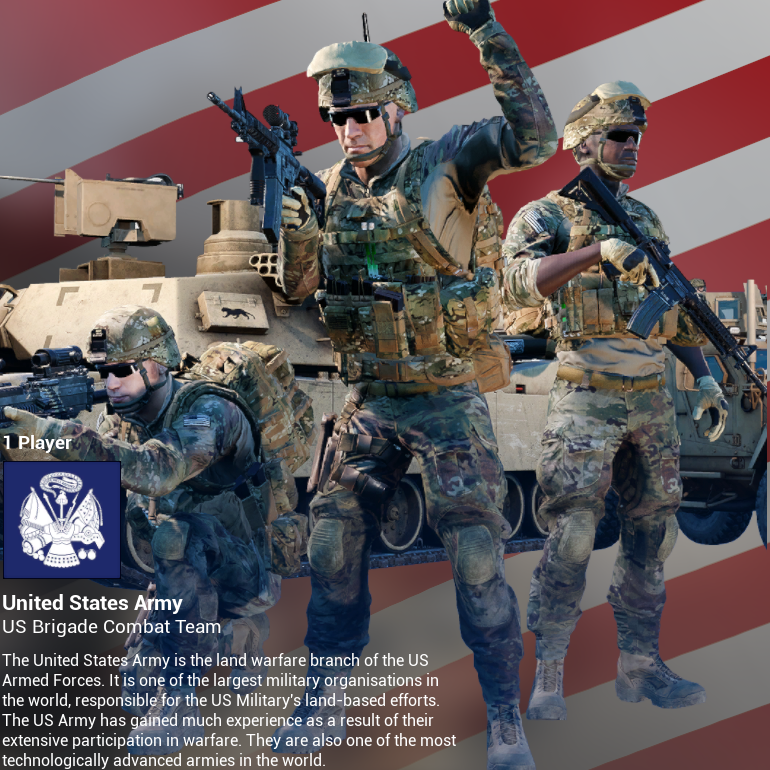 1 Player
United States Army
US Brigade Combat Team
The United States Army is the land warfare branch of the US
Armed Forces. It is one of the largest military organisations in
the world, responsible for the US Military's land-based efforts.
The US Army has gained much experience as a result of their
extensive participation in warfare. They are also one of the most
technologically advanced armies in the world.